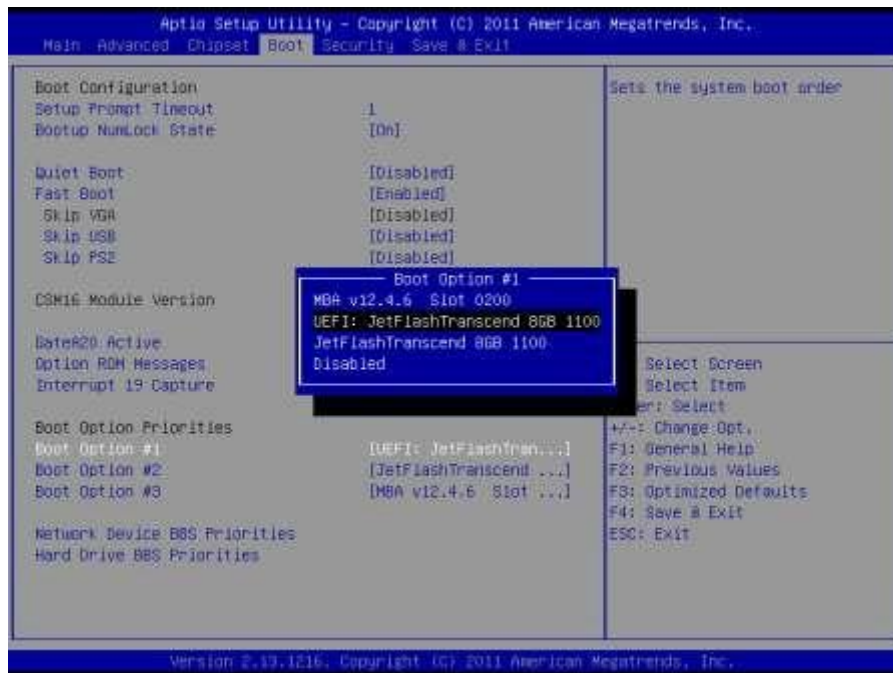 Aptio Setup Utility - Copyright (C) 2011 American Megatrends, Inc.
Main Advanced Chipset Boot Security Save & Exit
Boot Configuration
Setup Prompt Timeout 1
Bootup NumLock State [On]
Quiet Boot [Disabled]
Fast Boot [Enabled]
Skip VGA [Disabled]
Skip USB [Disabled]
Skip PS2 [Disabled]
CSM16 Module Version
GateA20 Active
Option ROM Messages
Interrupt 19 Capture
Boot Option #1
MBA v12.4.6 Slot 0200
UEFI: JetFlashTranscend 8GB 1100
JetFlashTranscend 8GB 1100
Disabled
Boot Option Priorities
Boot Option #1 [UEFI: JetFlashTran...]
Boot Option #2 [JetFlashTranscend ...]
Boot Option #3 [MBA v12.4.6 Slot ...]
Network Device BBS Priorities
Hard Drive BBS Priorities
Sets the system boot order
Select Screen
Select Item
er: Select
+/-: Change Opt.
F1: General Help
F2: Previous Values
F3: Optimized Defaults
F4: Save & Exit
ESC: Exit
Version 2.13.1216. Copyright (C) 2011 American Megatrends, Inc.